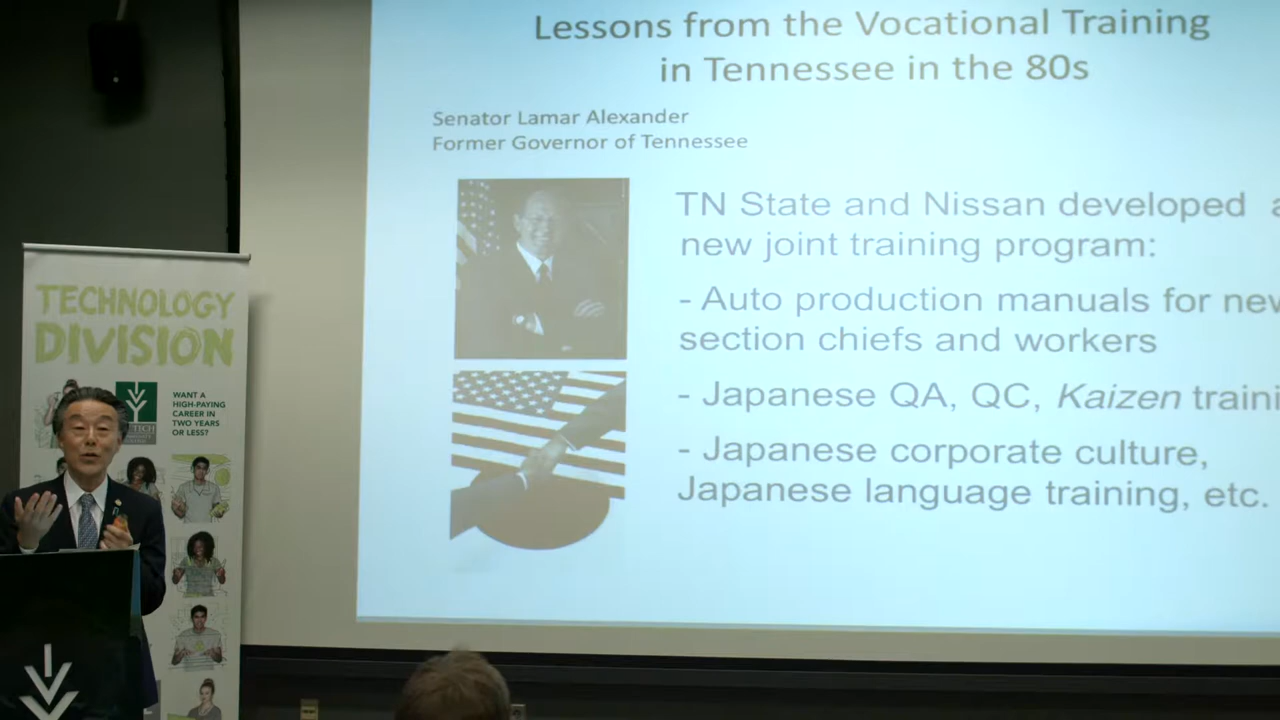 Lessons from the Vocational Training
in Tennessee in the 80s
Senator Lamar Alexander
Former Governor of Tennessee
TN State and Nissan developed
new joint training program:
- Auto production manuals for new
section chiefs and workers
- Japanese QA, QC, Kaizen traini
- Japanese corporate culture,
Japanese language training, etc.
TECHNOLOGY
DIVISION
WANT A
HIGH-PAYING
CAREER IN
TWO YEARS
OR LESS?